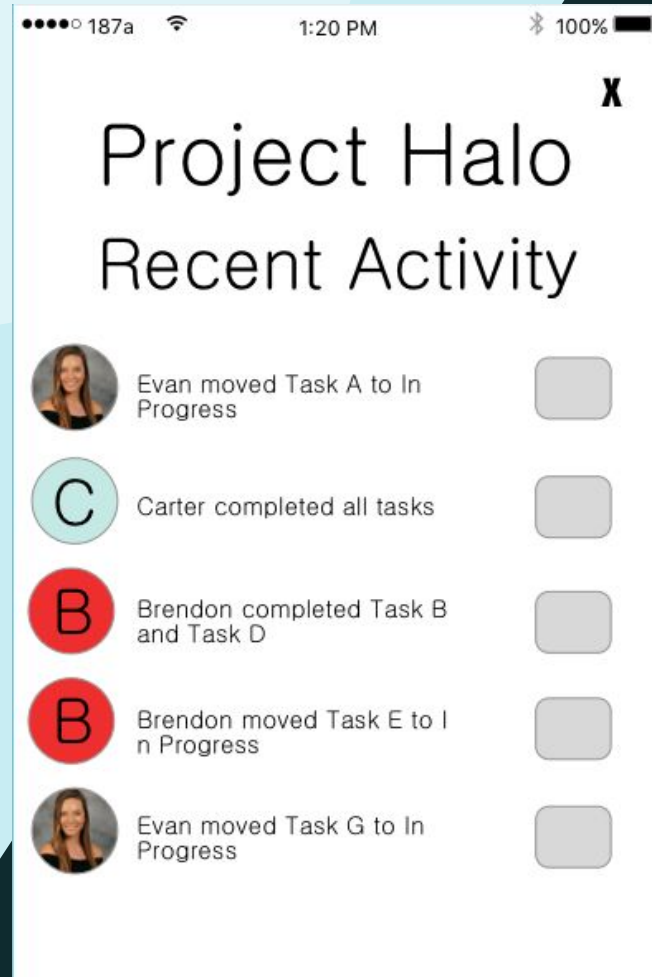 187a 1:20 PM 100%
X
Project Halo
Recent Activity
Evan moved Task A to In
Progress
C
Carter completed all tasks
B
Brendon completed Task B
and Task D
B
Brendon moved Task E to I
n Progress
Evan moved Task G to In
Progress